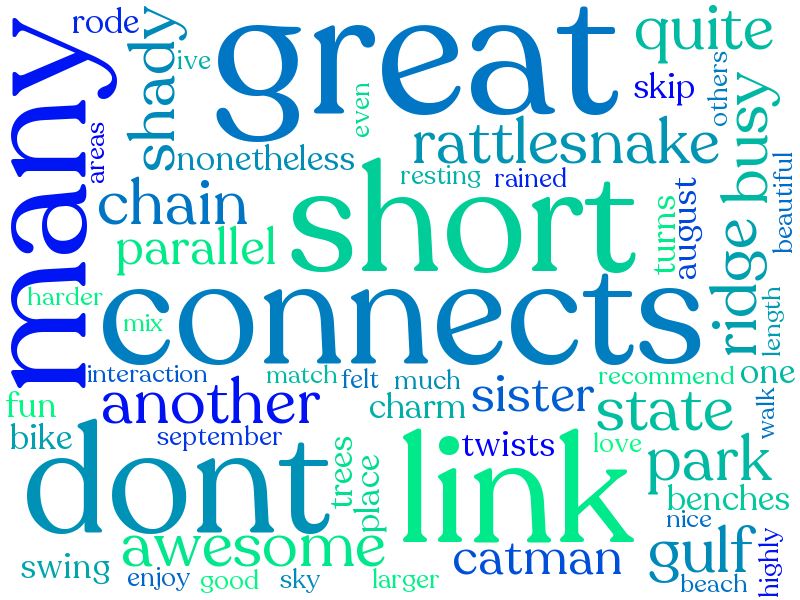 rode
great
quite
shady
ive
skip
others
many
even
busy
areas
rattlesnake
nonetheless
resting
rained
beautiful
chain
short
turns
august
parallel
ridge
connects
harder
mix
length
interaction
match
felt
much
recommend
one
fun
another
charm
sister
state
walk
bike
september
dont
trees
place
link
twists
love
park
benches
awesome
nice
swing
enjoy
good
sky
larger
catman
gulf
beach
highly